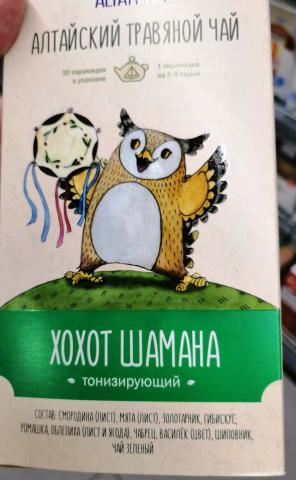 АЛТАЙСКИЙ ТРАВЯНОЙ ЧАЙ
10 пирамидок
в упаковке
1 пирамидка
на 3-4 чашки
ХОХОТ ШАМАНА
• тонизирующий •
СОСТАВ: СМОРОДИНА (ЛИСТ), МЯТА (ЛИСТ), ЗОЛОТАРНИК, ГИБИСКУС,
РОМАШКА, ОБЛЕПИХА (ЛИСТ И ЯГОДА), ЧАБРЕЦ, ВАСИЛЁК (ЦВЕТ), ШИПОВНИК,
ЧАЙ ЗЕЛЕНЫЙ